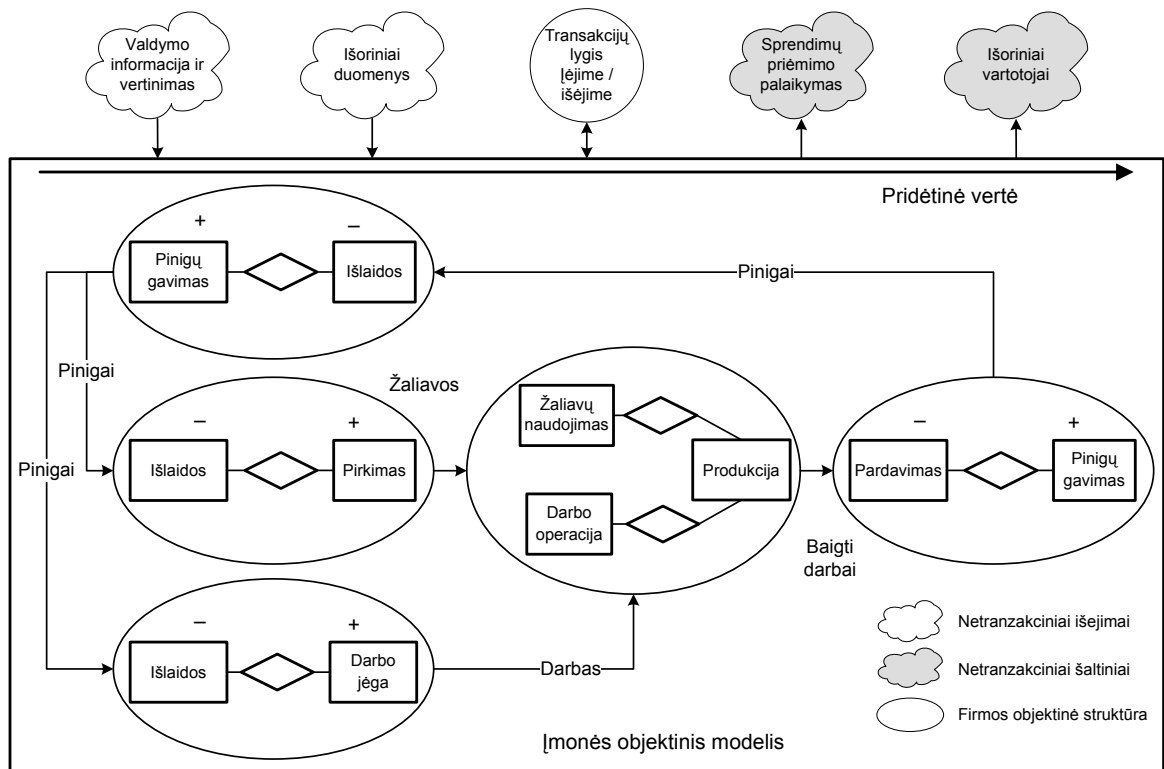 Valdymo
informacija ir
vertinimas
Išoriniai
duomenys
Transakcijų
lygis
Įėjime /
išėjime
Sprendimų
priėmimo
palaikymas
Išoriniai
vartotojai
Pridėtinė vertė
+
–
Pinigų
gavimas
Išlaidos
Pinigai
Pinigai
Žaliavos
–
+
Išlaidos
Pirkimas
Pinigai
Žaliavų
naudojimas
Produkcija
Darbo
operacija
–
+
Pardavimas
Pinigų
gavimas
Baigti
darbai
–
+
Išlaidos
Darbo
jėga
Darbas
Netranzakciniai išejimai
Netranzakciniai šaltiniai
Firmos objektinė struktūra
Įmonės objektinis modelis